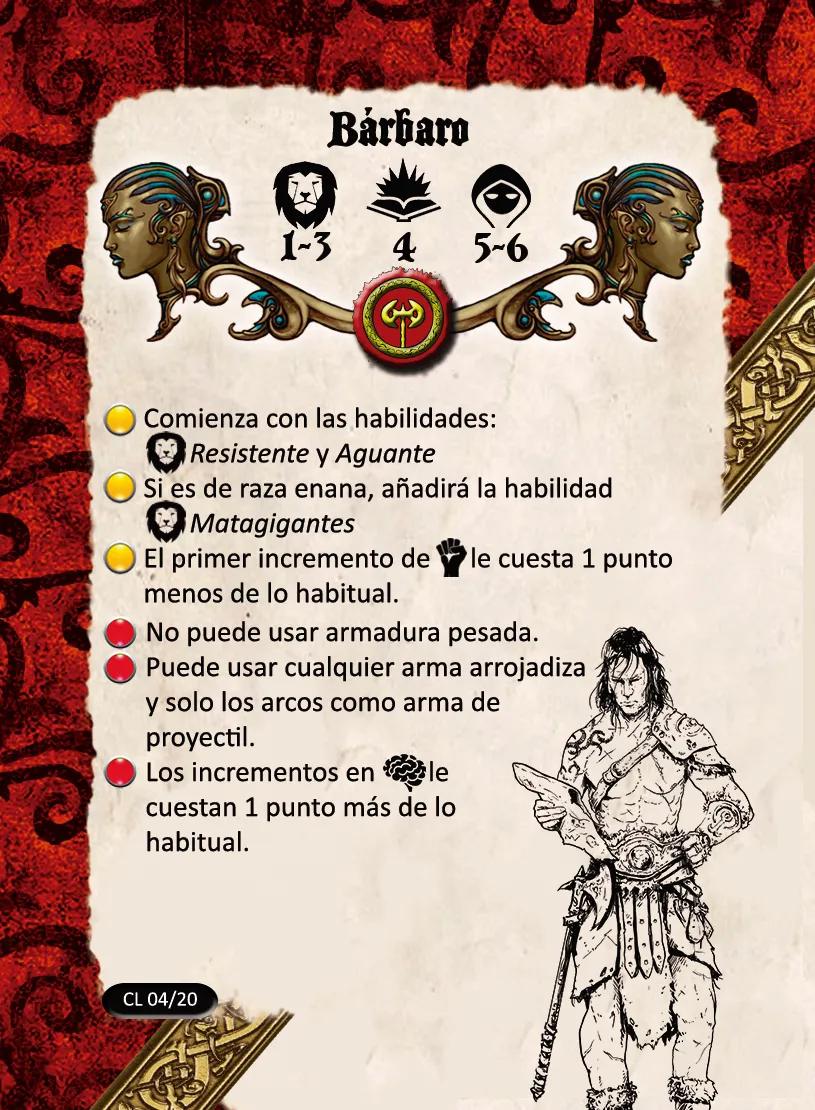 Bárbaro
1-3 4 5-6
Comienza con las habilidades:
Resistente y Aguante
Si es de raza enana, añadirá la habilidad
Matagigantes
El primer incremento de le cuesta 1 punto
menos de lo habitual.
No puede usar armadura pesada.
Puede usar cualquier arma arrojadiza
y solo los arcos como arma de
proyectil.
Los incrementos en le
cuestan 1 punto más de lo
habitual.
CL 04/20